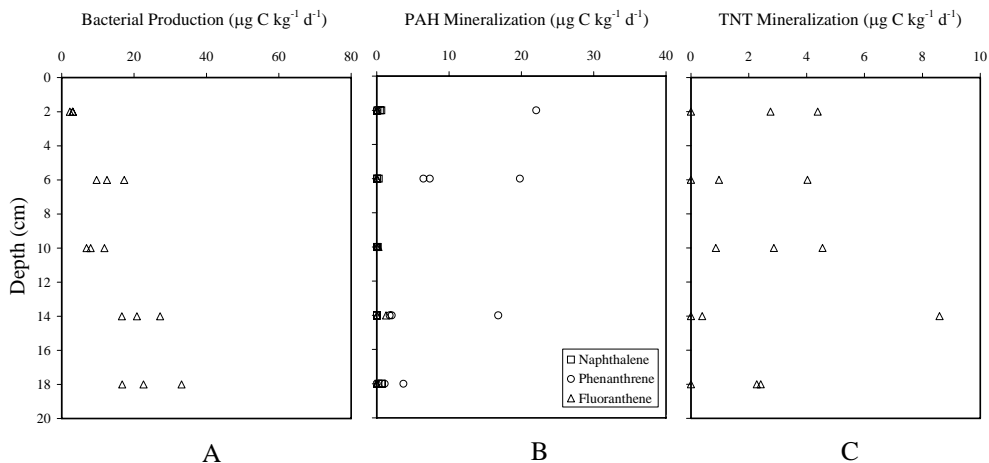 Bacterial Production (μg C kg⁻¹ d⁻¹)
PAH Mineralization (μg C kg⁻¹ d⁻¹)
TNT Mineralization (μg C kg⁻¹ d⁻¹)
0 20 40 60 80
0 10 20 30 40
0 2 4 6 8 10
0
2
4
6
8
10
12
14
16
18
20
Depth (cm)
Naphthalene
Phenanthrene
Fluoranthene
A
B
C